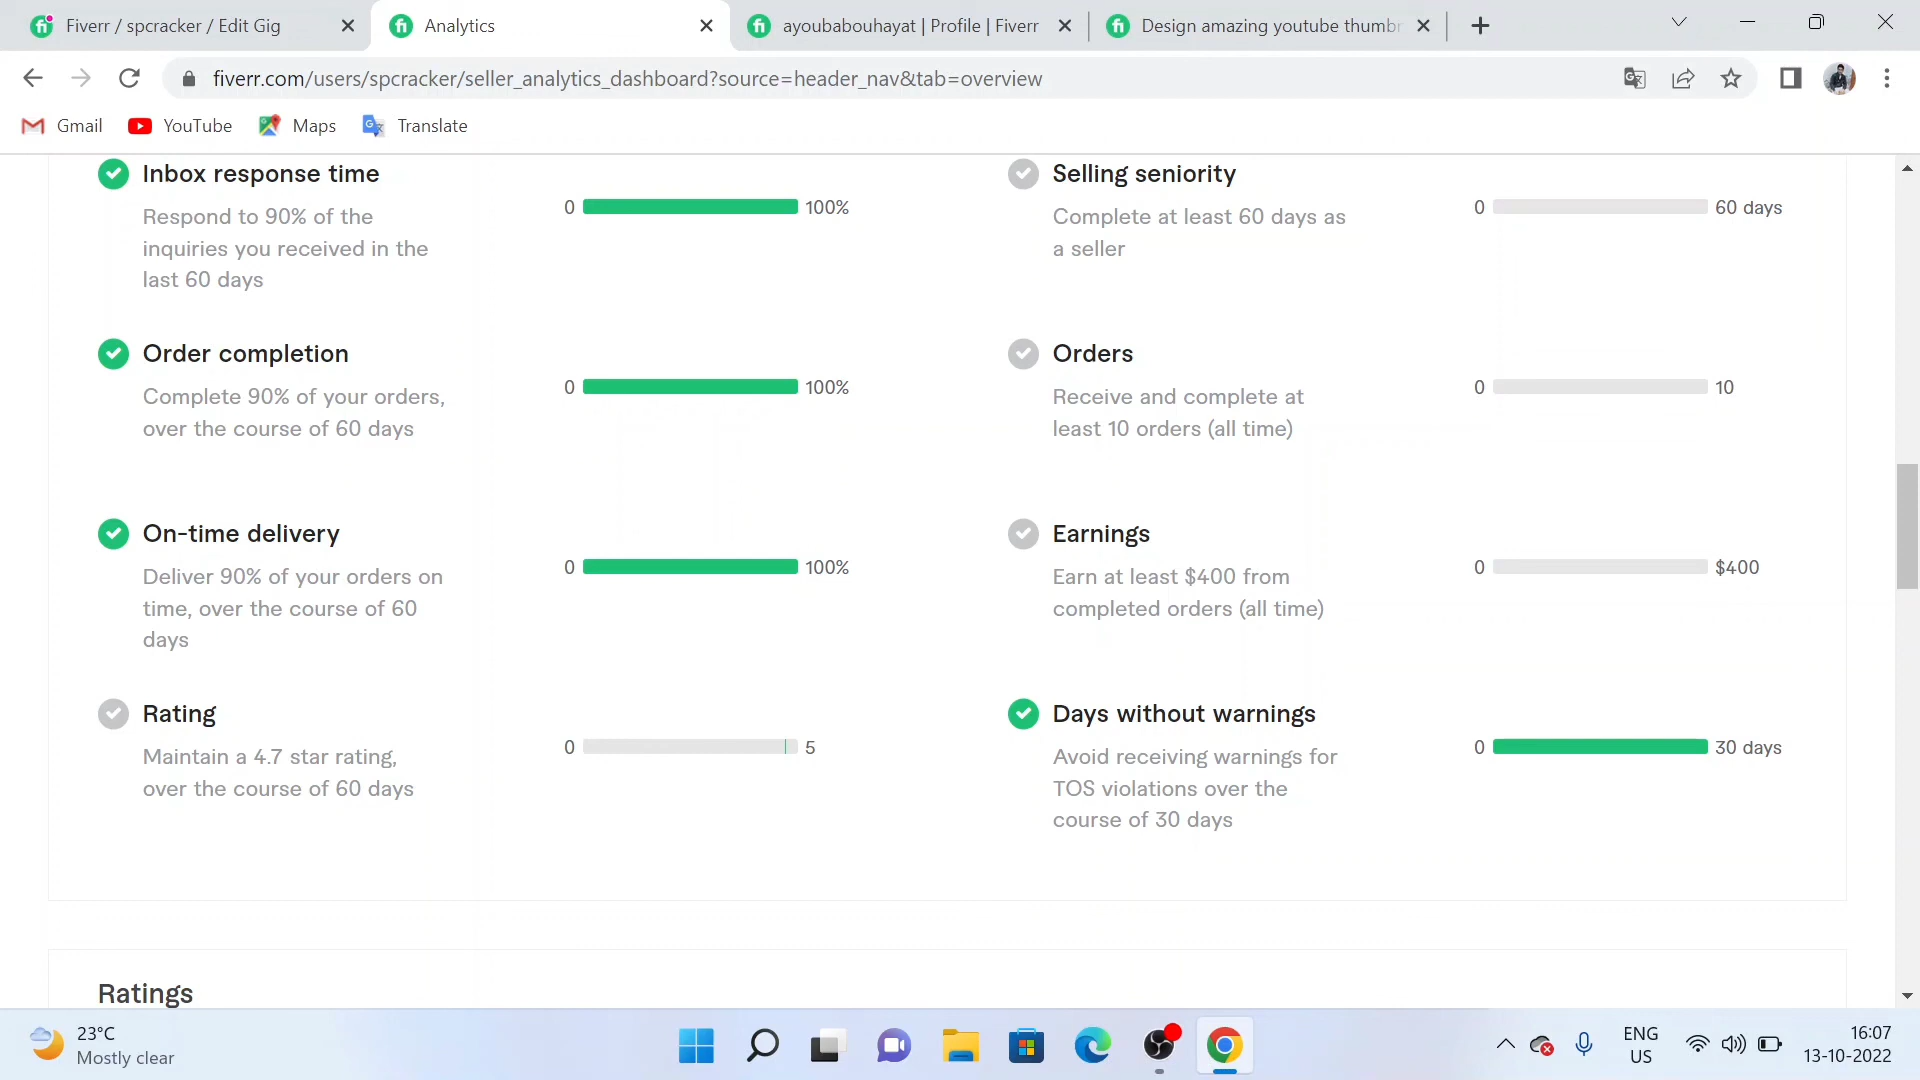 Fiverr / spcracker / Edit Gig
Analytics
ayoubabouhayat | Profile | Fiverr
Design amazing youtube thumbn
fiverr.com/users/spcracker/seller_analytics_dashboard?source=header_nav&tab=overview
Gmail
YouTube
Maps
Translate
Inbox response time
Respond to 90% of the
inquiries you received in the
last 60 days
0
100%
Selling seniority
Complete at least 60 days as
a seller
0
60 days
Order completion
Complete 90% of your orders,
over the course of 60 days
0
100%
Orders
Receive and complete at
least 10 orders (all time)
0
10
On-time delivery
Deliver 90% of your orders on
time, over the course of 60
days
0
100%
Earnings
Earn at least $400 from
completed orders (all time)
0
$400
Rating
Maintain a 4.7 star rating,
over the course of 60 days
0
5
Days without warnings
Avoid receiving warnings for
TOS violations over the
course of 30 days
0
30 days
Ratings
23°C
Mostly clear
ENG
US
16:07
13-10-2022